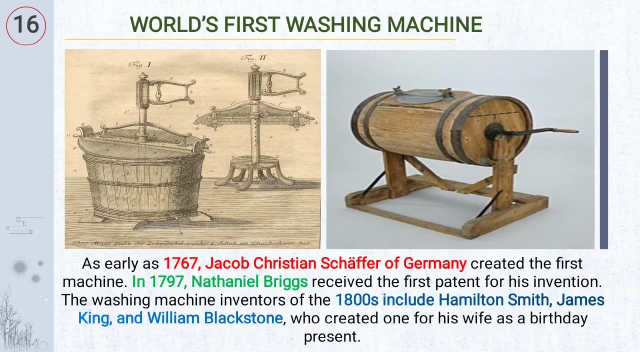 16
WORLD'S FIRST WASHING MACHINE
Fig. I
Fig. II
As early as 1767, Jacob Christian Schäffer of Germany created the first
machine. In 1797, Nathaniel Briggs received the first patent for his invention.
The washing machine inventors of the 1800s include Hamilton Smith, James
King, and William Blackstone, who created one for his wife as a birthday
present.